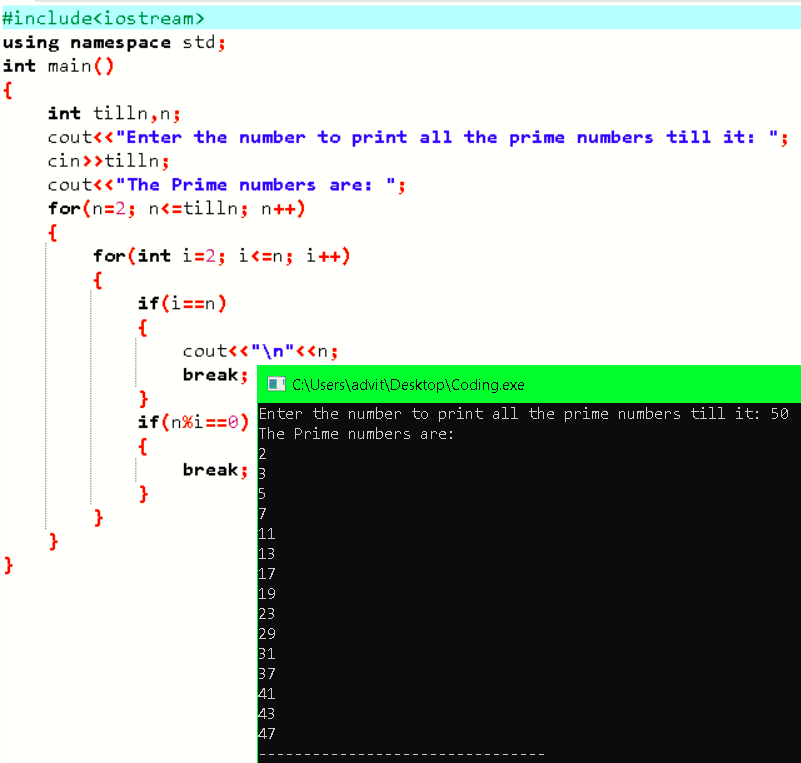 #include<iostream>
using namespace std;
int main()
{
    int tilln,n;
    cout<<"Enter the number to print all the prime numbers till it: ";
    cin>>tilln;
    cout<<"The Prime numbers are: ";
    for(n=2; n<=tilln; n++)
    {
        for(int i=2; i<=n; i++)
        {
            if(i==n)
            {
                cout<<"\n"<<n;
                break;
            }
            if(n%i==0)
            {
                break;
            }
        }
    }
}
C:\Users\advit\Desktop\Coding.exe
Enter the number to print all the prime numbers till it: 50
The Prime numbers are:
2
3
5
7
11
13
17
19
23
29
31
37
41
43
47
--------------------------------